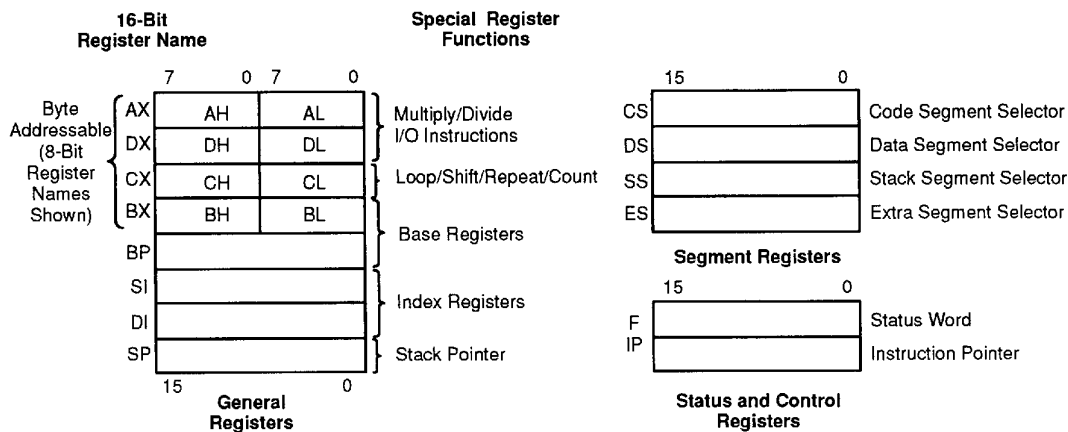 16-Bit
Register Name
Special Register
Functions
7 0 7 0
Byte
Addressable
(8-Bit
Register
Names
Shown)
AX AH AL
DX DH DL
CX CH CL
BX BH BL
BP
SI
DI
SP
Multiply/Divide
I/O Instructions
Loop/Shift/Repeat/Count
Base Registers
Index Registers
Stack Pointer
15 0
General
Registers
15 0
CS Code Segment Selector
DS Data Segment Selector
SS Stack Segment Selector
ES Extra Segment Selector
Segment Registers
15 0
F Status Word
IP Instruction Pointer
Status and Control
Registers